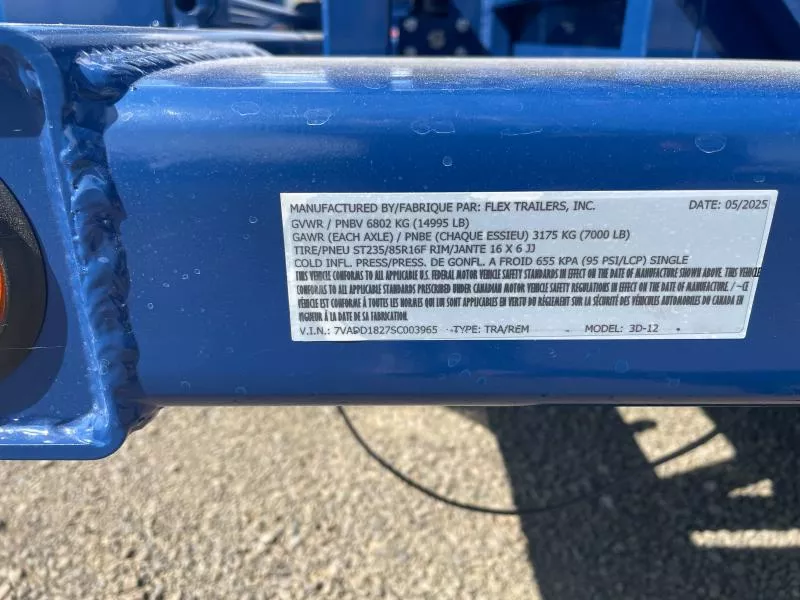 MANUFACTURED BY/FABRIQUE PAR: FLEX TRAILERS, INC. DATE: 05/2025
GVWR / PNBV 6802 KG (14995 LB)
GAWR (EACH AXLE) / PNBE (CHAQUE ESSIEU) 3175 KG (7000 LB)
TIRE/PNEU ST235/85R16F RIM/JANTE 16 X 6 JJ
COLD INFL. PRESS/PRESS. DE GONFL. A FROID 655 KPA (95 PSI/LCP) SINGLE
THIS VEHICLE CONFORMS TO ALL APPLICABLE U.S. FEDERAL MOTOR VEHICLE SAFETY STANDARDS IN EFFECT ON THE DATE OF MANUFACTURE SHOWN ABOVE. THIS VEHICLE
CONFORMS TO ALL APPLICABLE STANDARDS PRESCRIBED UNDER CANADIAN MOTOR VEHICLE SAFETY REGULATIONS IN EFFECT ON THE DATE OF MANUFACTURE. / -CE
VÉHICULE EST CONFORME À TOUTES LES NORMES QUI LUI SONT APPLICABLES EN VERTU DU RÈGLEMENT SUR LA SÉCURITÉ DES VÉHICULES AUTOMOBILES DU CANADA EN
VIGUEUR À LA DATE DE SA FABRICATION.
V.I.N.: TYPE: TRA/REM MODEL: 3D-12